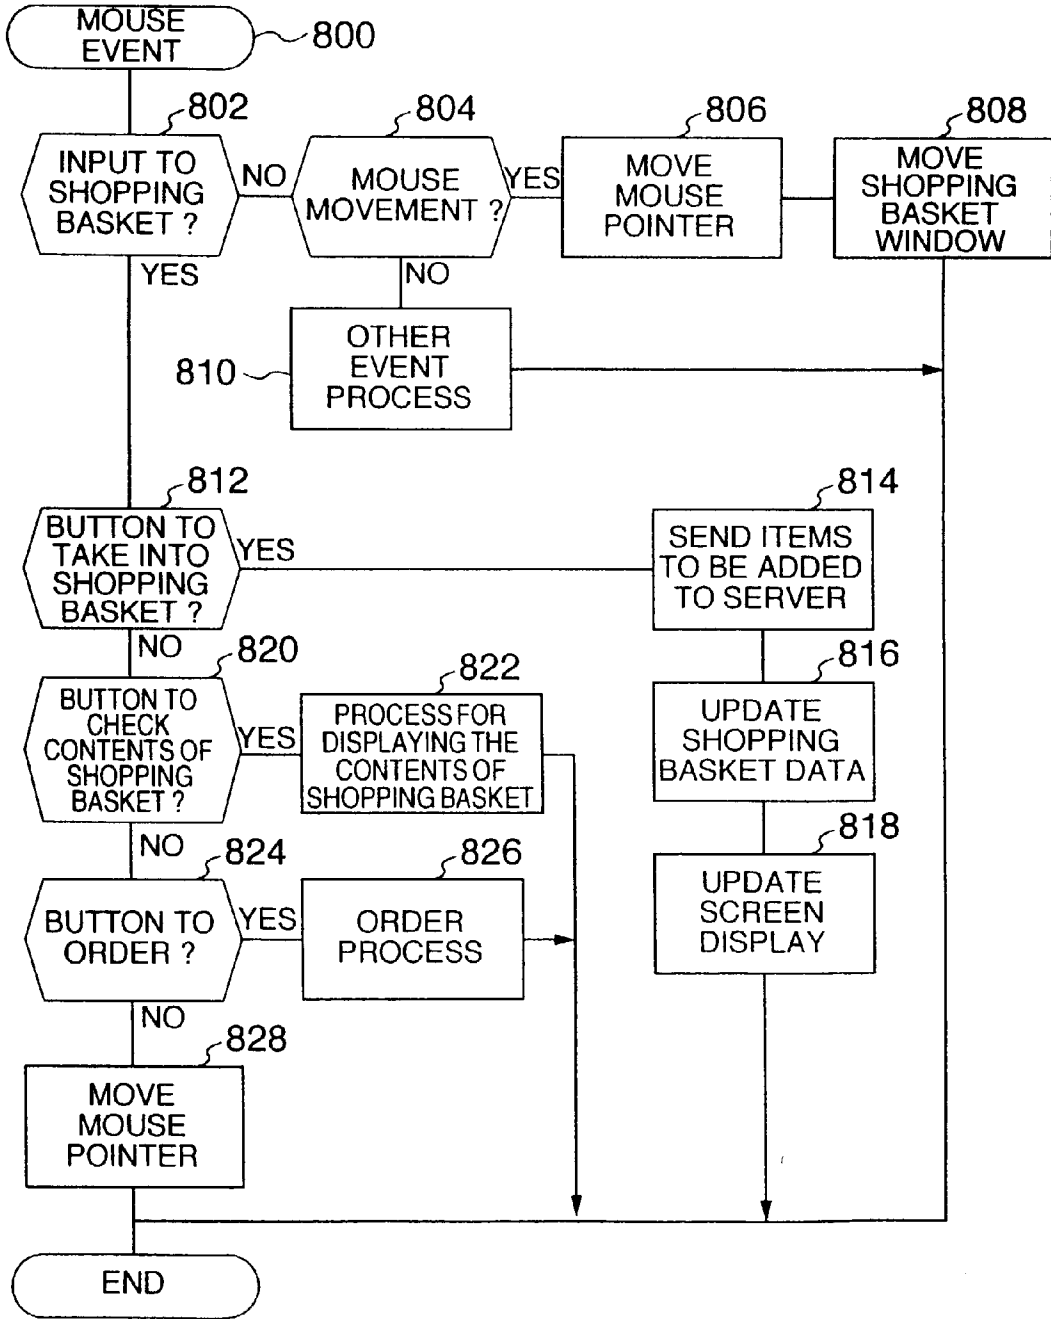 MOUSE
EVENT
800
802
804
806
808
INPUT TO
SHOPPING
BASKET ?
NO
MOUSE
MOVEMENT ?
YES
MOVE
MOUSE
POINTER
MOVE
SHOPPING
BASKET
WINDOW
YES
NO
810
OTHER
EVENT
PROCESS
812
814
BUTTON TO
TAKE INTO
SHOPPING
BASKET ?
YES
SEND ITEMS
TO BE ADDED
TO SERVER
NO
820
822
816
BUTTON TO
CHECK
CONTENTS OF
SHOPPING
BASKET ?
YES
PROCESS FOR
DISPLAYING THE
CONTENTS OF
SHOPPING BASKET
UPDATE
SHOPPING
BASKET DATA
NO
824
826
818
BUTTON TO
ORDER ?
YES
ORDER
PROCESS
UPDATE
SCREEN
DISPLAY
NO
828
MOVE
MOUSE
POINTER
END